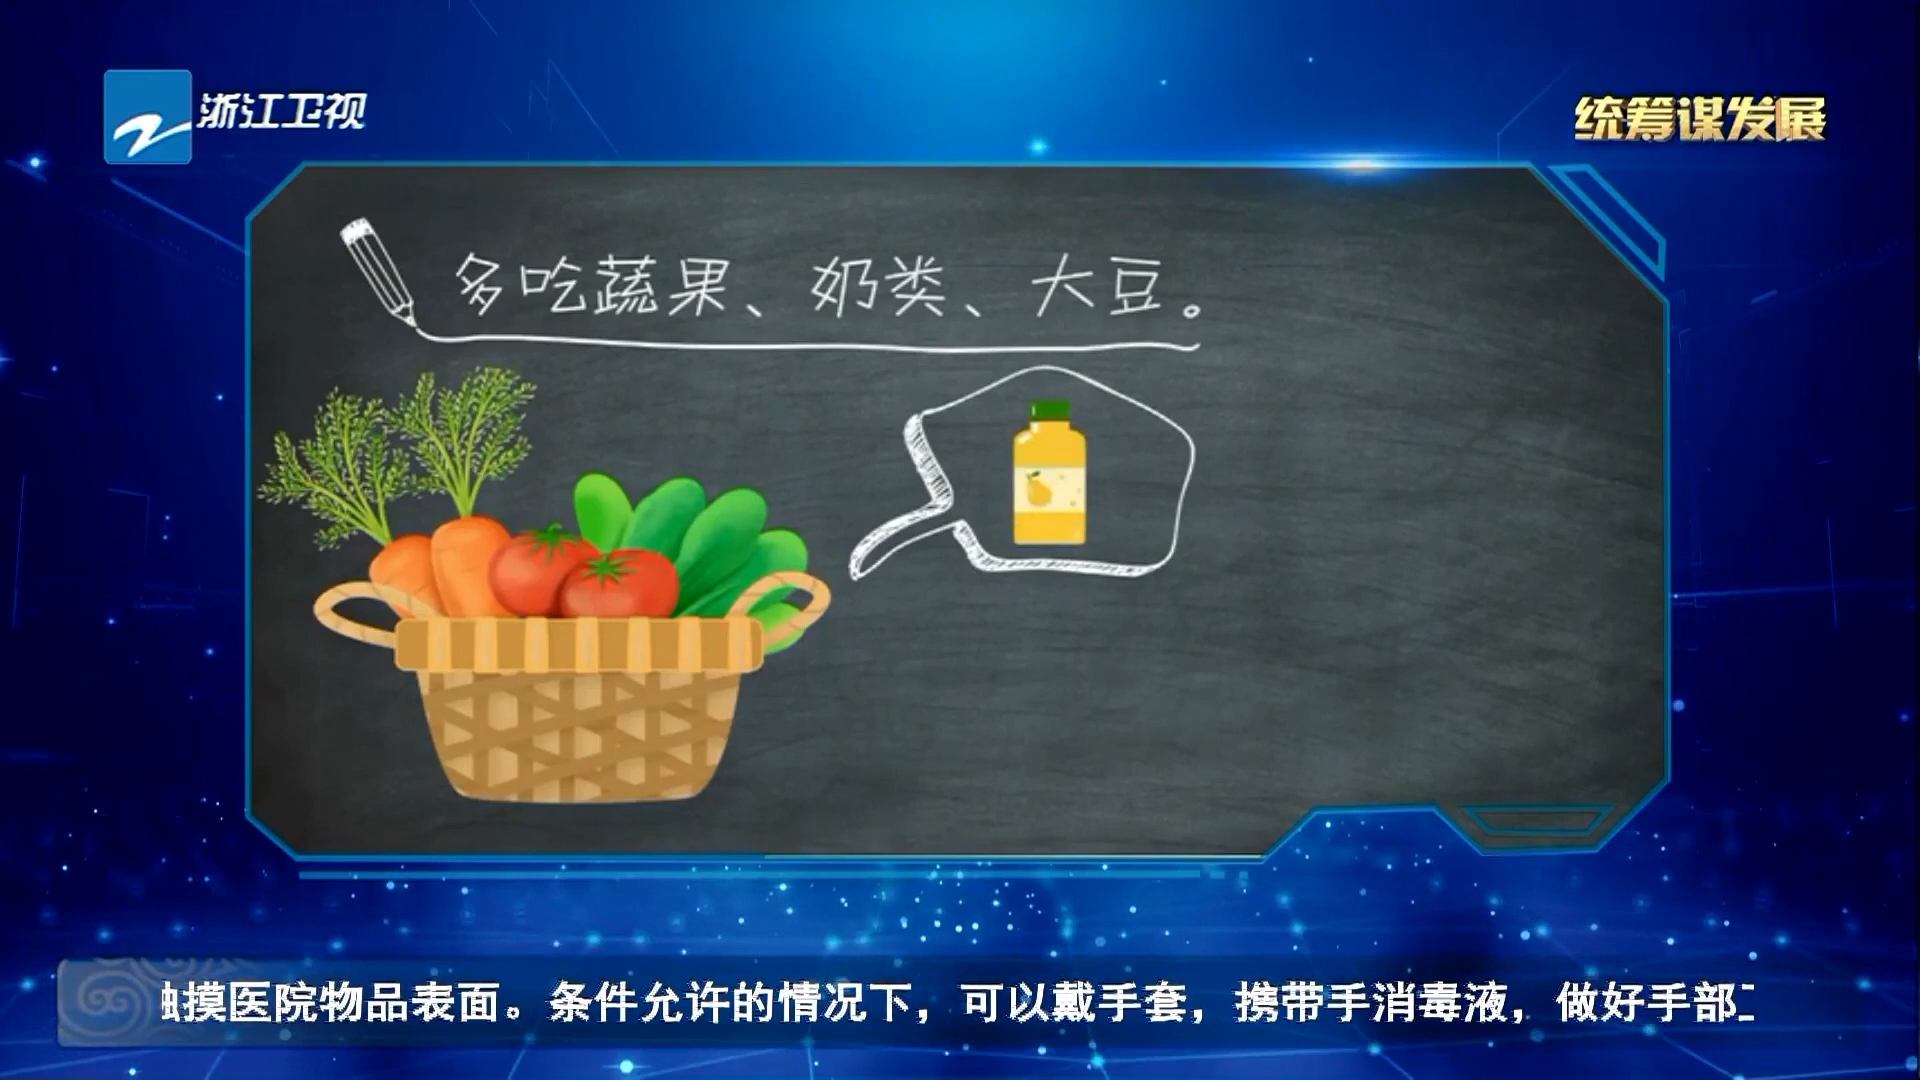 浙江卫视
统筹谋发展
多吃蔬果、奶类、大豆。
摸医院物品表面。条件允许的情况下，可以戴手套，携带手消毒液，做好手部